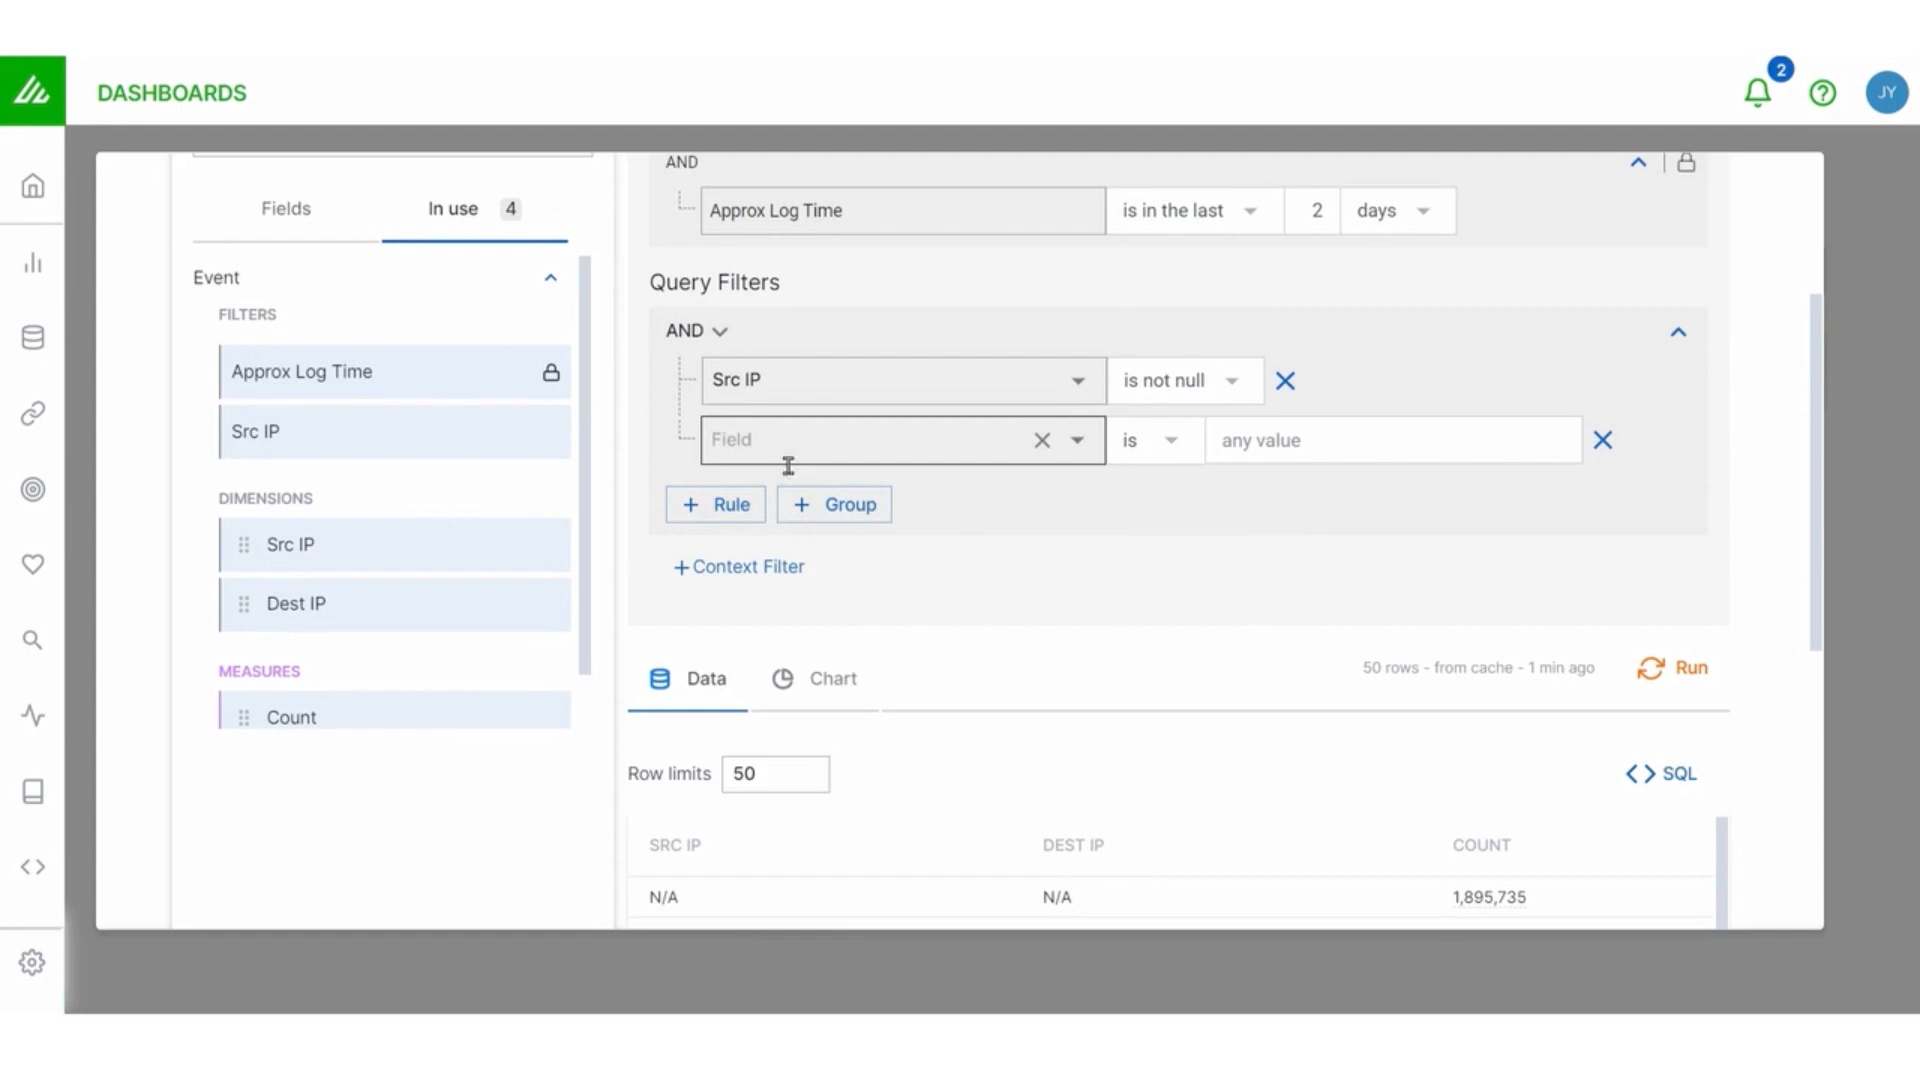 DASHBOARDS
2
JY
Fields
In use 4
Event
FILTERS
Approx Log Time
Src IP
DIMENSIONS
Src IP
Dest IP
MEASURES
Count
AND
Approx Log Time is in the last 2 days
Query Filters
AND
Src IP is not null
Field is any value
+ Rule + Group
+ Context Filter
Data Chart
50 rows - from cache - 1 min ago Run
Row limits 50
<> SQL
SRC IP DEST IP COUNT
N/A N/A 1,895,735